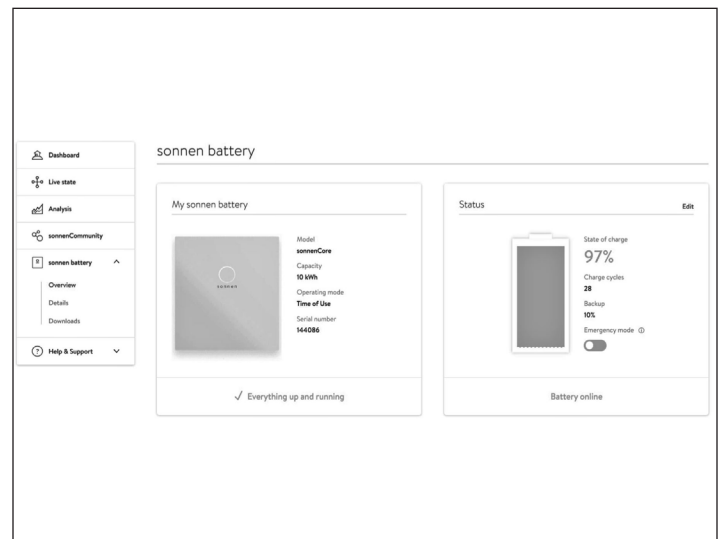 Dashboard
Live state
Analysis
sonnenCommunity
sonnen battery
Overview
Details
Downloads
Help & Support
sonnen battery
My sonnen battery
sonnen
Model
sonnenCore
Capacity
10 kWh
Operating mode
Time of Use
Serial number
144086
Everything up and running
Status
Edit
State of charge
97%
Charge cycles
28
Backup
10%
Emergency mode
Battery online